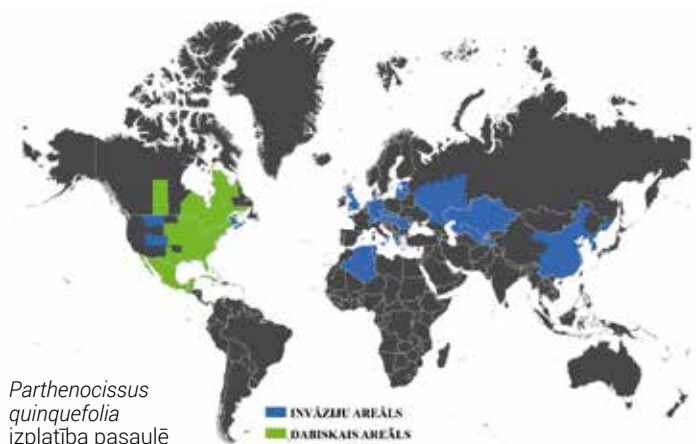 Parthenocissus
quinquefolia
izplatība pasaulē
INVĀZIJU AREĀLS
DABISKAIS AREĀLS